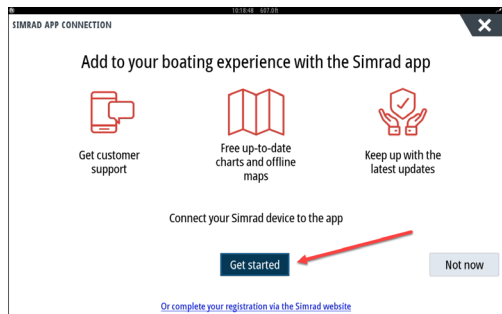 10:18:48 607.0ft
SIMRAD APP CONNECTION
Add to your boating experience with the Simrad app
Get customer
support
Free up-to-date
charts and offline
maps
Keep up with the
latest updates
Connect your Simrad device to the app
Get started
Not now
Or complete your registration via the Simrad website